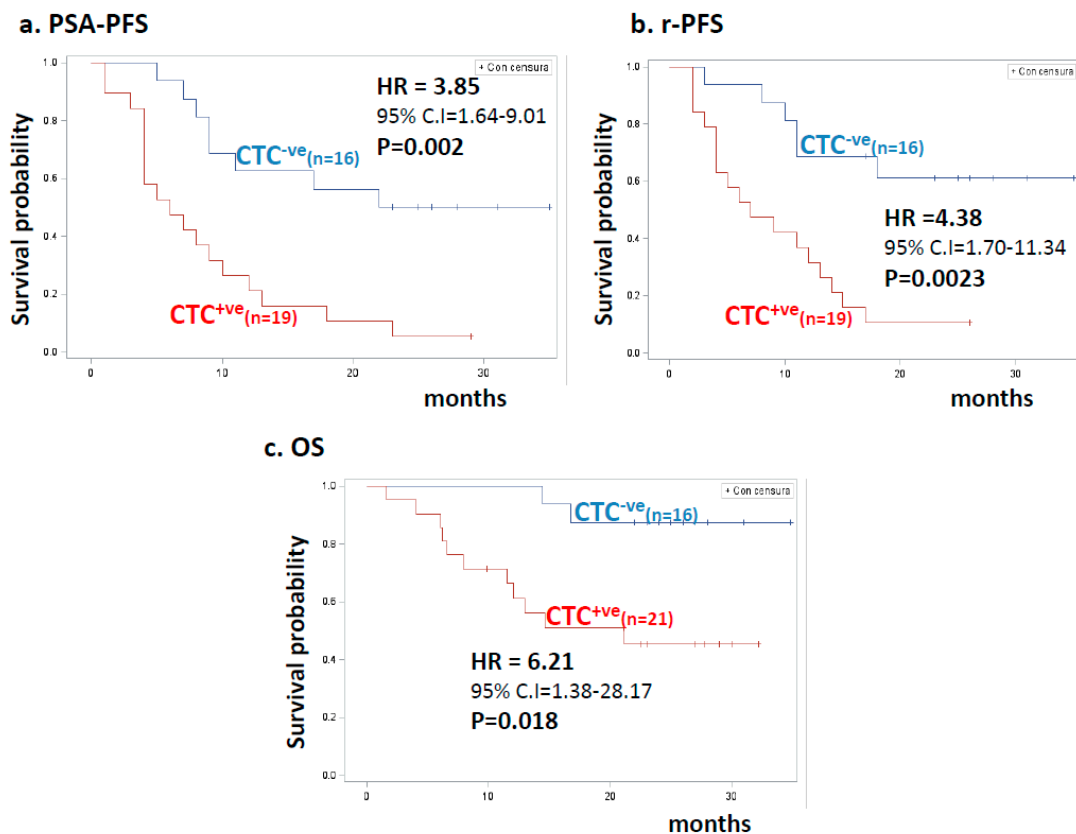 a. PSA-PFS
+ Con censura
HR = 3.85
95% C.I=1.64-9.01
P=0.002
CTC-ve(n=16)
CTC+ve(n=19)
Survival probability
1.0
0.8
0.6
0.4
0.2
0.0
0 10 20 30
months
b. r-PFS
+ Con censura
CTC-ve(n=16)
HR =4.38
95% C.I=1.70-11.34
P=0.0023
CTC+ve(n=19)
Survival probability
1.0
0.8
0.6
0.4
0.2
0.0
0 10 20 30
months
c. OS
+ Con censura
CTC-ve(n=16)
CTC+ve(n=21)
HR = 6.21
95% C.I=1.38-28.17
P=0.018
Survival probability
1.0
0.8
0.6
0.4
0.2
0.0
0 10 20 30
months